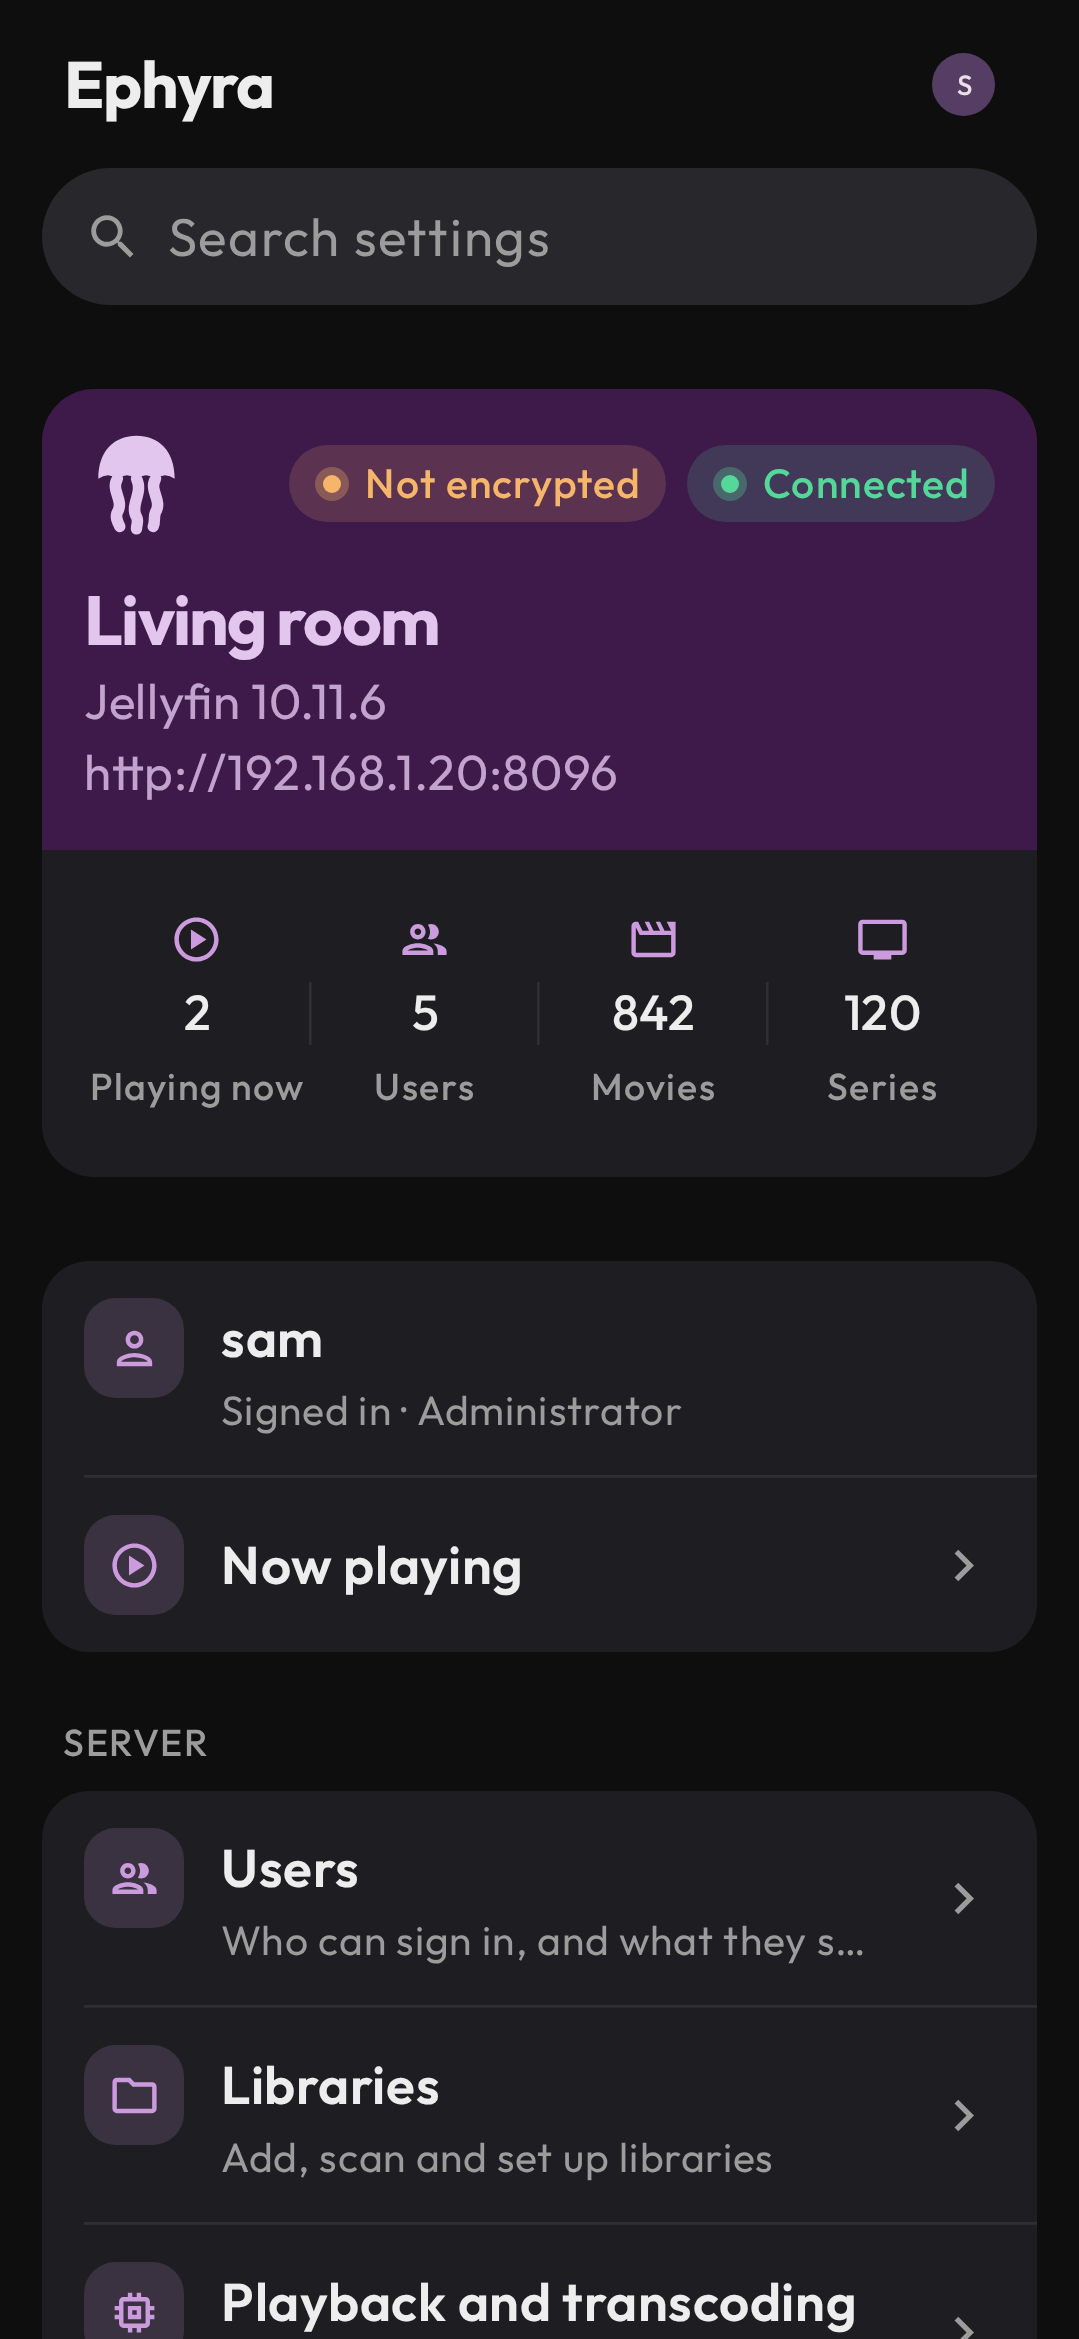 Ephyra
S
Search settings
Not encrypted
Connected
Living room
Jellyfin 10.11.6
http://192.168.1.20:8096
2
5
842
120
Playing now
Users
Movies
Series
sam
Signed in · Administrator
Now playing
SERVER
Users
Who can sign in, and what they s...
Libraries
Add, scan and set up libraries
Playback and transcoding